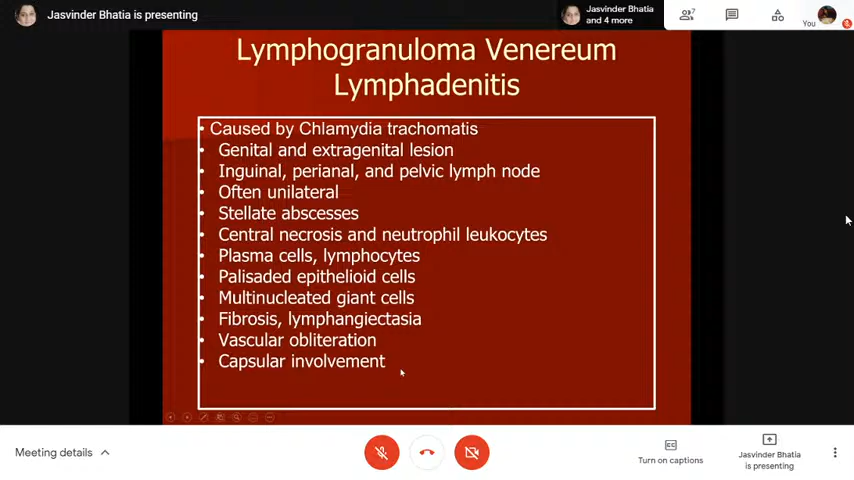 Jasvinder Bhatia is presenting
Jasvinder Bhatia
and 4 more
7
You
Lymphogranuloma Venereum
Lymphadenitis
• Caused by Chlamydia trachomatis
• Genital and extragenital lesion
• Inguinal, perianal, and pelvic lymph node
• Often unilateral
• Stellate abscesses
• Central necrosis and neutrophil leukocytes
• Plasma cells, lymphocytes
• Palisaded epithelioid cells
• Multinucleated giant cells
• Fibrosis, lymphangiectasia
• Vascular obliteration
• Capsular involvement
Meeting details
CC
Turn on captions
Jasvinder Bhatia
is presenting